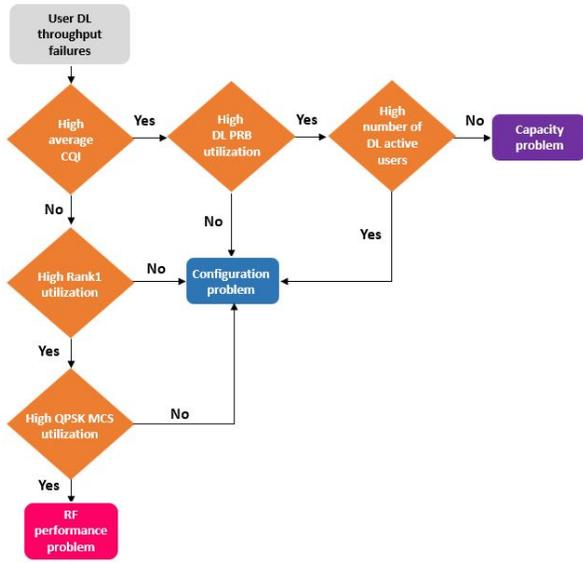 User DL
throughput
failures
High
average
CQI
Yes
High
DL PRB
utilization
Yes
High
number of
DL active
users
No
Capacity
problem
No
No
Yes
High Rank1
utilization
No
Configuration
problem
Yes
High QPSK MCS
utilization
No
Yes
RF
performance
problem